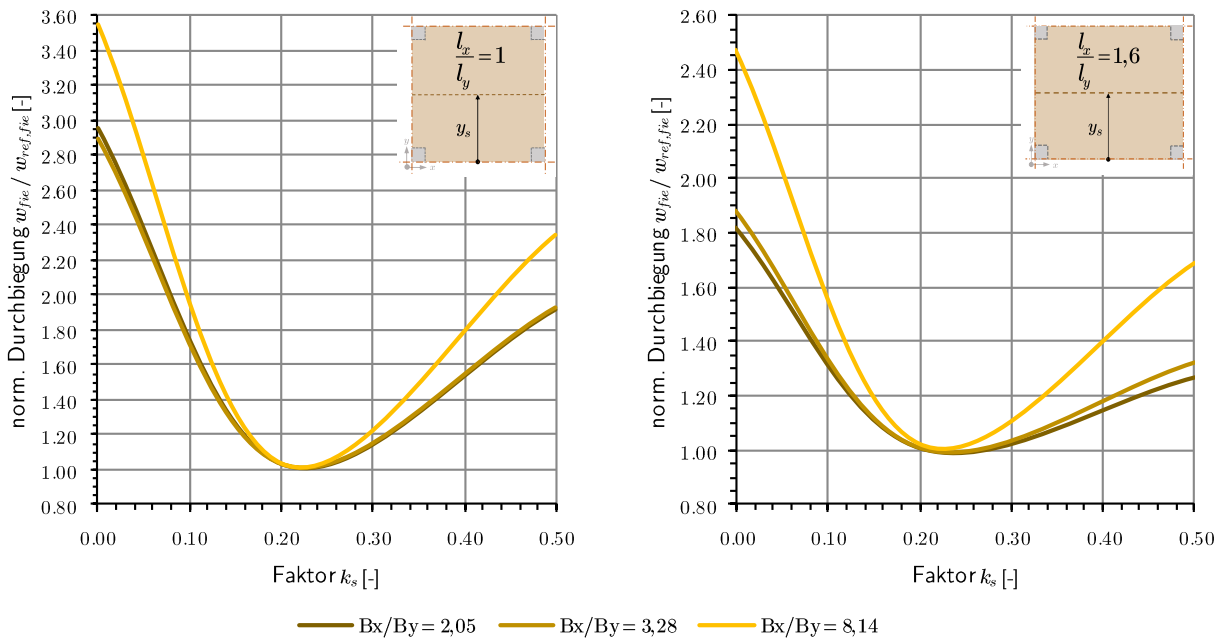 norm. Durchbiegung w_fie / w_ref,fie [-]
3.60
3.40
3.20
3.00
2.80
2.60
2.40
2.20
2.00
1.80
1.60
1.40
1.20
1.00
0.80
0.00 0.10 0.20 0.30 0.40 0.50
Faktor k_s [-]
l_x / l_y = 1
y_s
y
x
norm. Durchbiegung w_fie / w_ref,fie [-]
2.60
2.40
2.20
2.00
1.80
1.60
1.40
1.20
1.00
0.80
0.00 0.10 0.20 0.30 0.40 0.50
Faktor k_s [-]
l_x / l_y = 1,6
y_s
y
x
Bx/By = 2,05 Bx/By = 3,28 Bx/By = 8,14